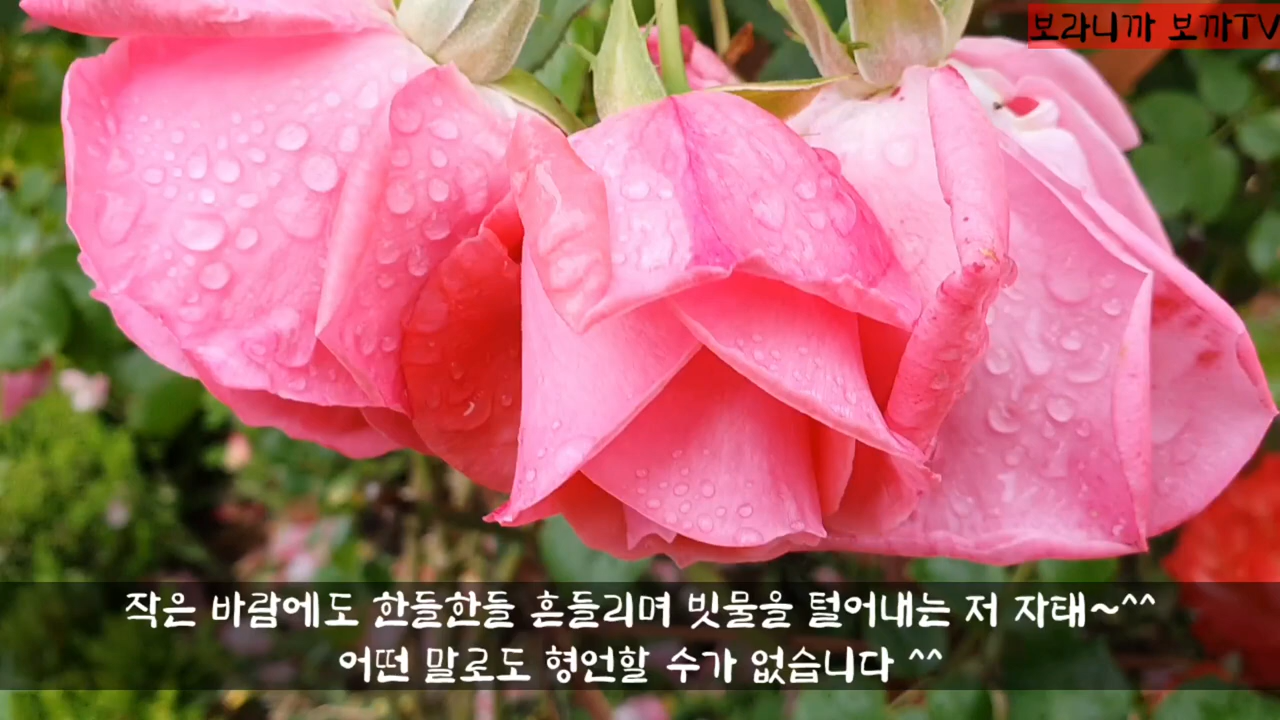 보라니까 보까TV
작은 바람에도 한들한들 흔들리며 빗물을 털어내는 저 자태~^^
어떤 말로도 형언할 수가 없습니다 ^^